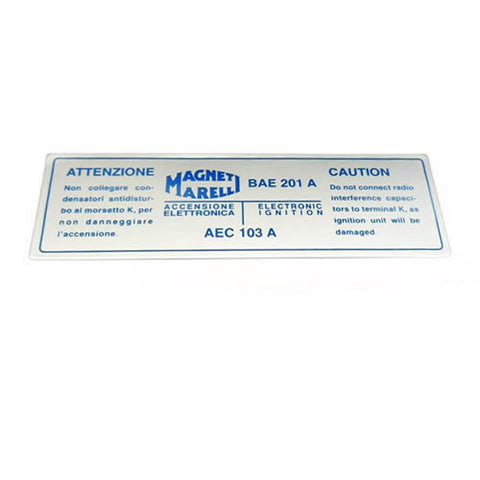 ATTENZIONE
Non collegare con-
densatori antidistur-
bo al morsetto K, per
non danneggiare
l'accensione.
MAGNETI
MARELLI
BAE 201 A
ACCENSIONE
ELETTRONICA
ELECTRONIC
IGNITION
AEC 103 A
CAUTION
Do not connect radio
interference capaci-
tors to terminal K, as
ignition unit will be
damaged